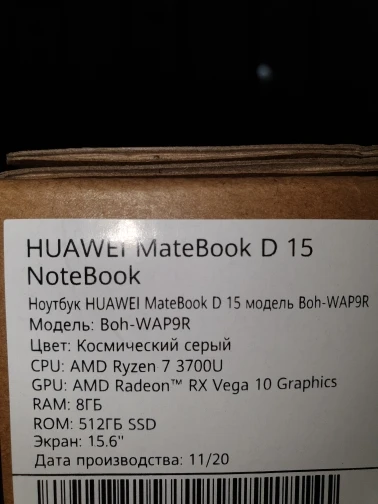 HUAWEI MateBook D 15
NoteBook
Ноутбук HUAWEI MateBook D 15 модель Boh-WAP9R
Модель: Boh-WAP9R
Цвет: Космический серый
CPU: AMD Ryzen 7 3700U
GPU: AMD Radeon™ RX Vega 10 Graphics
RAM: 8ГБ
ROM: 512ГБ SSD
Экран: 15.6"
Дата производства: 11/20